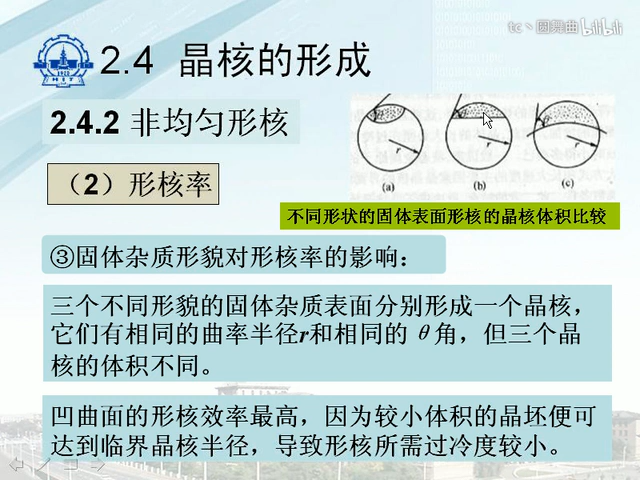 tc丶圆舞曲 bilibili
2.4 晶核的形成
2.4.2 非均匀形核
（2）形核率
θ
r
r
r
(a)
(b)
(c)
不同形状的固体表面形核的晶核体积比较
③固体杂质形貌对形核率的影响：
三个不同形貌的固体杂质表面分别形成一个晶核，
它们有相同的曲率半径r和相同的 θ角，但三个晶
核的体积不同。
凹曲面的形核效率最高，因为较小体积的晶坯便可
达到临界晶核半径，导致形核所需过冷度较小。